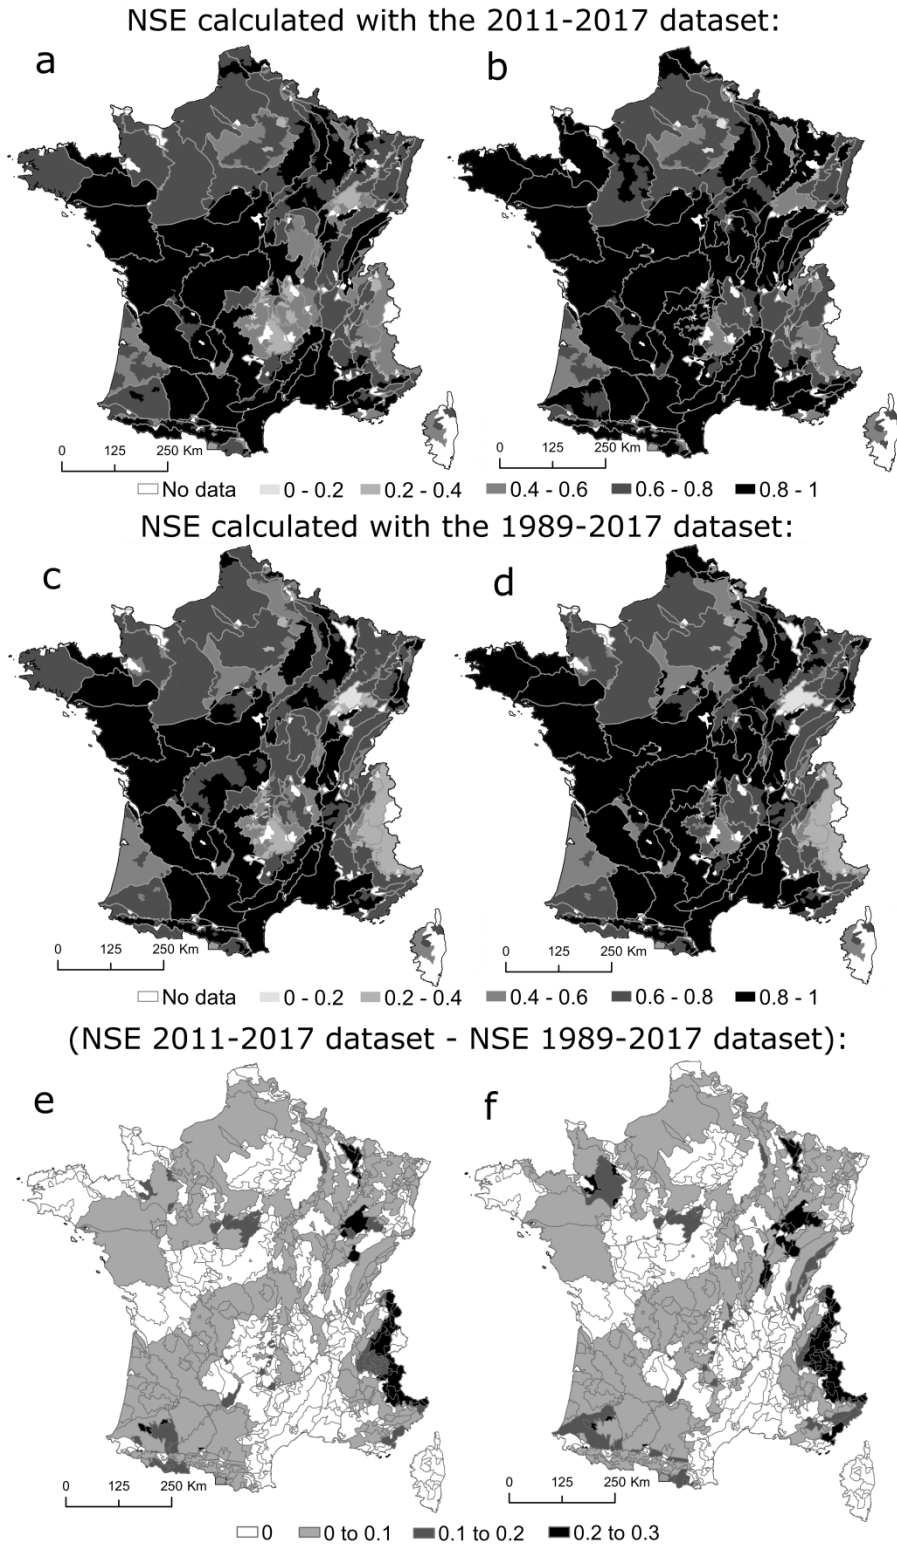 NSE calculated with the 2011-2017 dataset:
a b
0 125 250 Km 0 125 250 Km
No data 0 - 0.2 0.2 - 0.4 0.4 - 0.6 0.6 - 0.8 0.8 - 1
NSE calculated with the 1989-2017 dataset:
c d
0 125 250 Km 0 125 250 Km
No data 0 - 0.2 0.2 - 0.4 0.4 - 0.6 0.6 - 0.8 0.8 - 1
(NSE 2011-2017 dataset - NSE 1989-2017 dataset):
e f
0 125 250 Km 0 125 250 Km
0 0 to 0.1 0.1 to 0.2 0.2 to 0.3